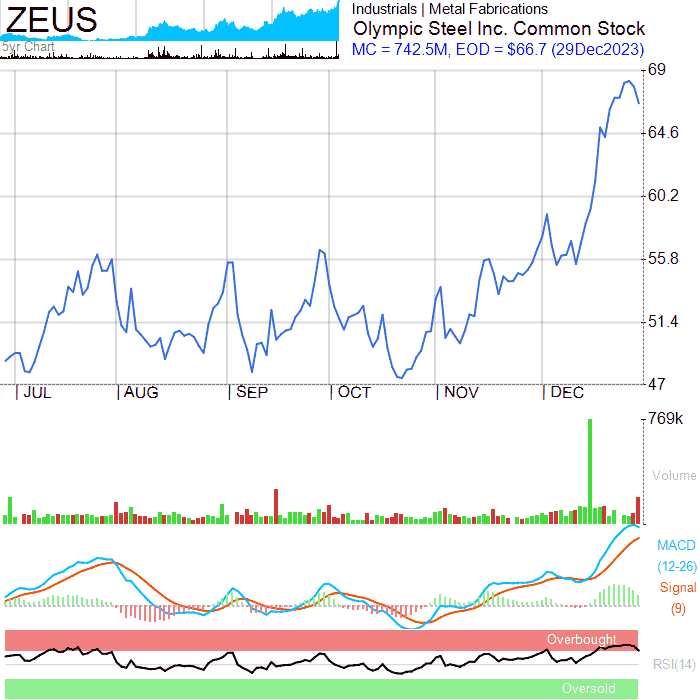 ZEUS
5yr Chart
Industrials | Metal Fabrications
Olympic Steel Inc. Common Stock
MC = 742.5M, EOD = $66.7 (29Dec2023)
69
64.6
60.2
55.8
51.4
47
| JUL | AUG | SEP | OCT | NOV | DEC
769k
Volume
MACD
(12-26)
Signal
(9)
Overbought
RSI(14)
Oversold